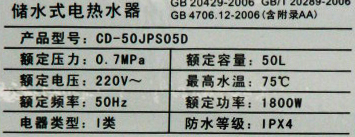 储水式电热水器
GB 20429-2006 GB/T 20289-2006
GB 4706.12-2006(含附录AA)
产品型号: CD-50JPS05D
额定压力: 0.7MPa 额定容量: 50L
额定电压: 220V~ 最高水温: 75℃
额定频率: 50Hz 额定功率: 1800W
电器类型: I类 防水等级: IPX4